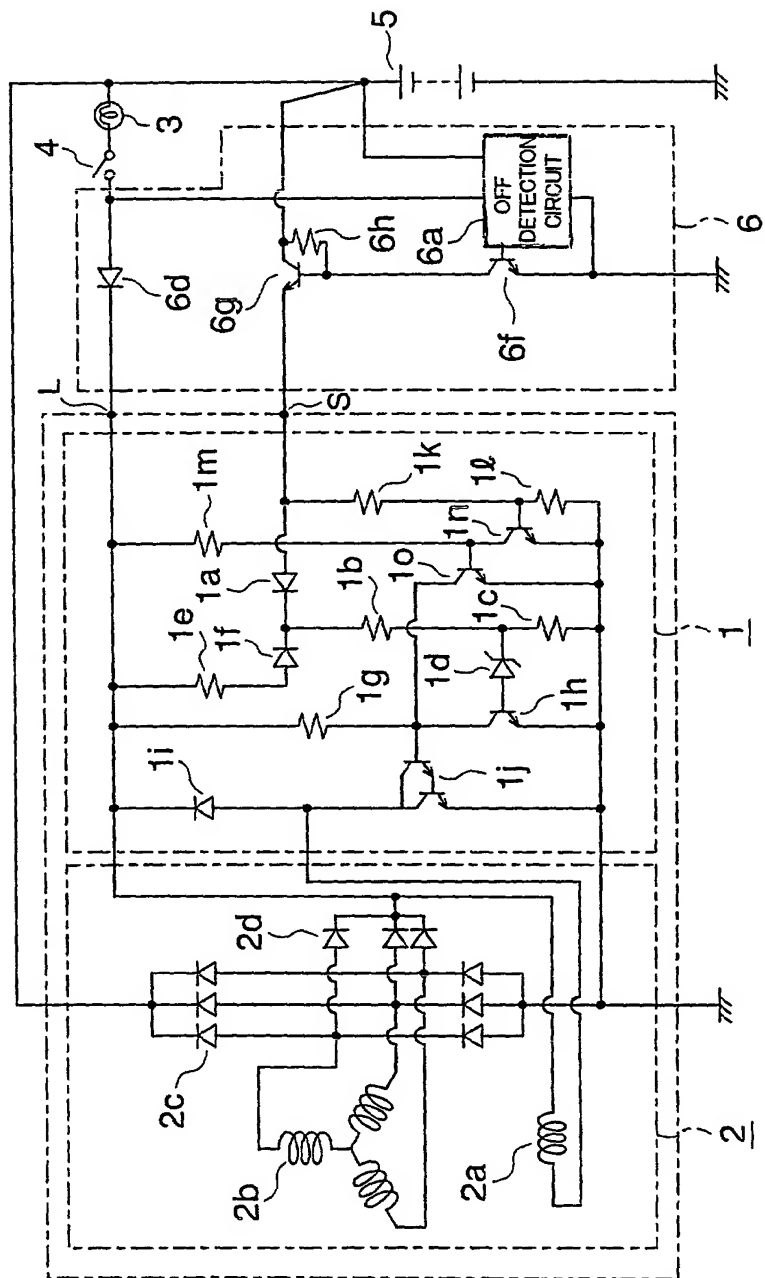 5
3
4
OFF
DETECTION
CIRCUIT
6a
6
6h
6d
6g
6f
L
S
1m
1k
1ℓ
1n
1a
1o
1b
1e
1f
1c
1g
1d
1h
1i
1j
1
2d
2c
2b
2a
2